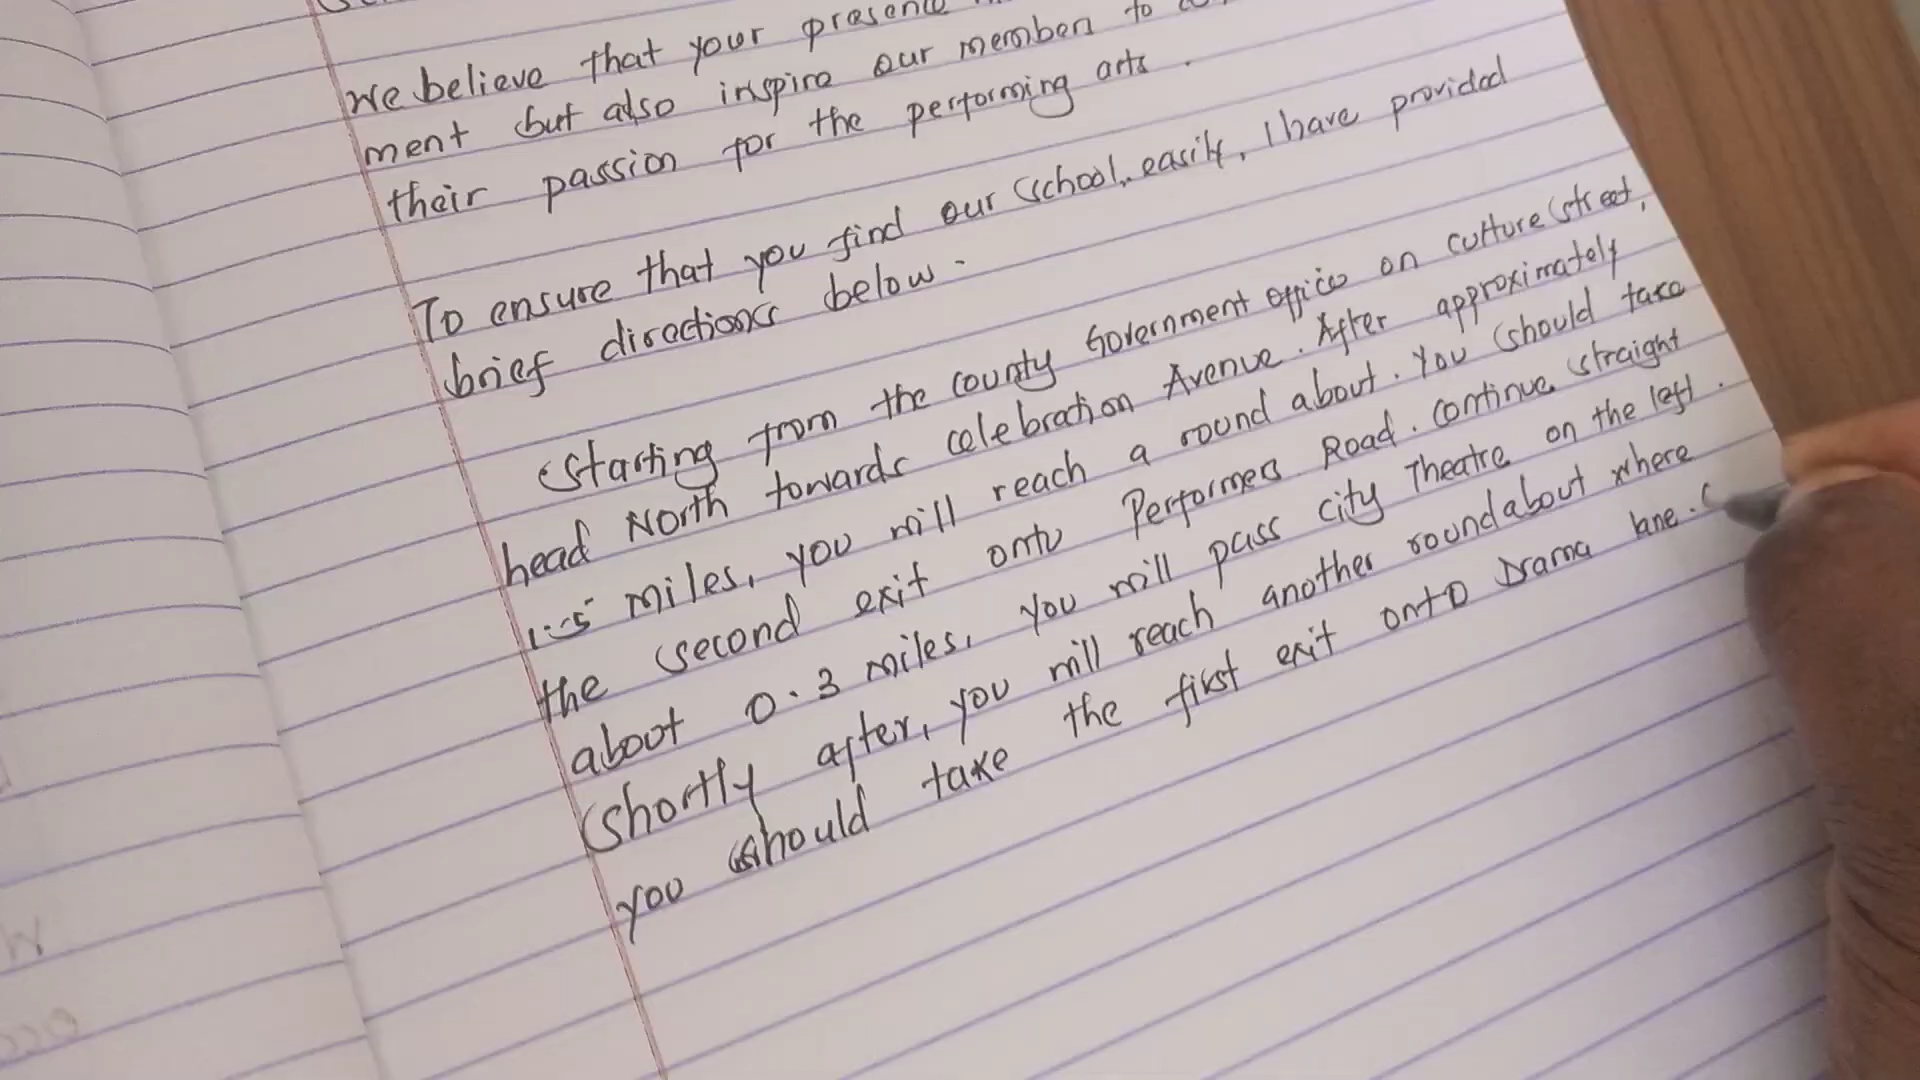 We believe that your presenc
ment but also inspire our members to
their passion for the performing arts.
To ensure that you find our school easily, I have provided
brief directions below.
Starting from the county Government office on culture street,
head North towards celebration Avenue. After approximately
1.5 miles, you will reach a round about. You should take
the second exit onto Performers Road. continue straight
about 0.3 miles, you will pass city Theatre on the left.
shortly after, you will reach another roundabout where
you should take the first exit onto Drama lane.